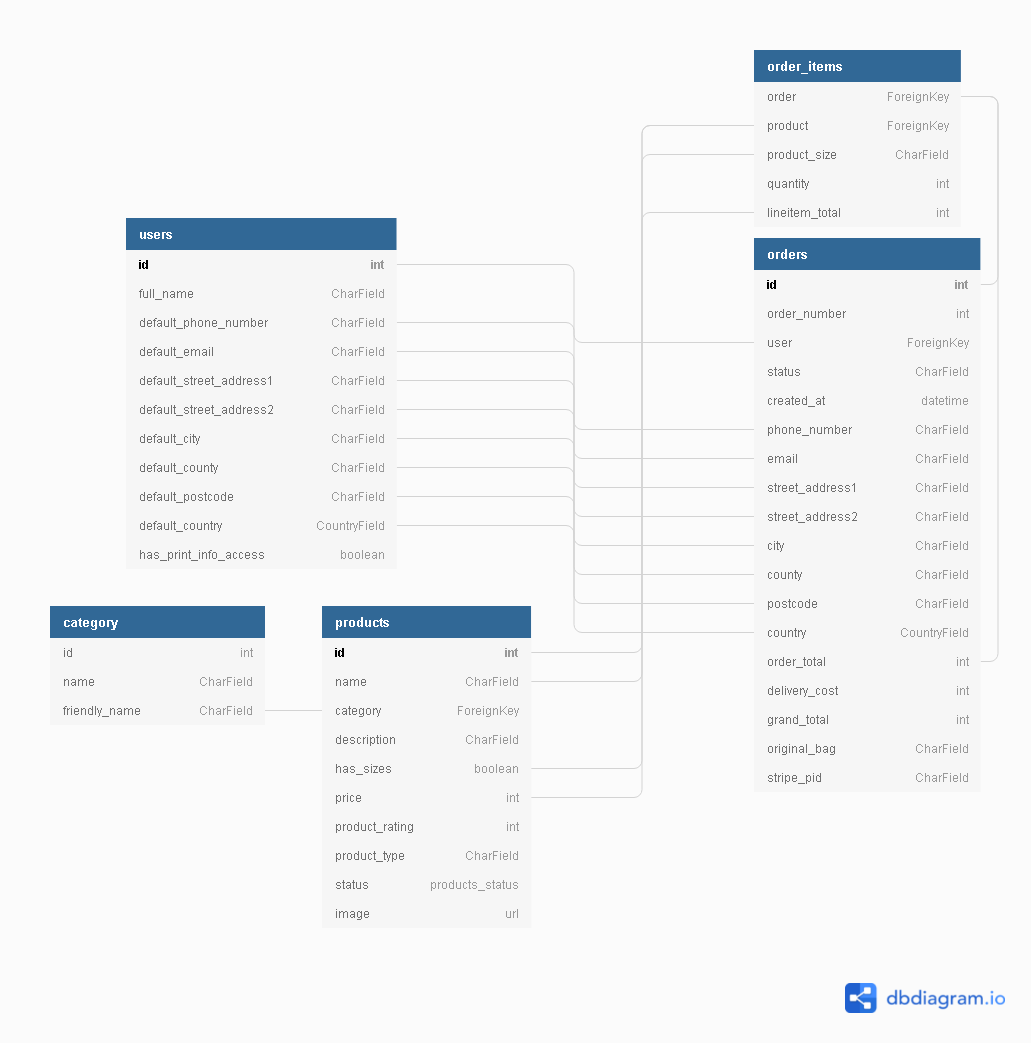 order_items
order ForeignKey
product ForeignKey
product_size CharField
quantity int
lineitem_total int
users
id int
full_name CharField
default_phone_number CharField
default_email CharField
default_street_address1 CharField
default_street_address2 CharField
default_city CharField
default_county CharField
default_postcode CharField
default_country CountryField
has_print_info_access boolean
orders
id int
order_number int
user ForeignKey
status CharField
created_at datetime
phone_number CharField
email CharField
street_address1 CharField
street_address2 CharField
city CharField
county CharField
postcode CharField
country CountryField
order_total int
delivery_cost int
grand_total int
original_bag CharField
stripe_pid CharField
category
id int
name CharField
friendly_name CharField
products
id int
name CharField
category ForeignKey
description CharField
has_sizes boolean
price int
product_rating int
product_type CharField
status products_status
image url
dbdiagram.io